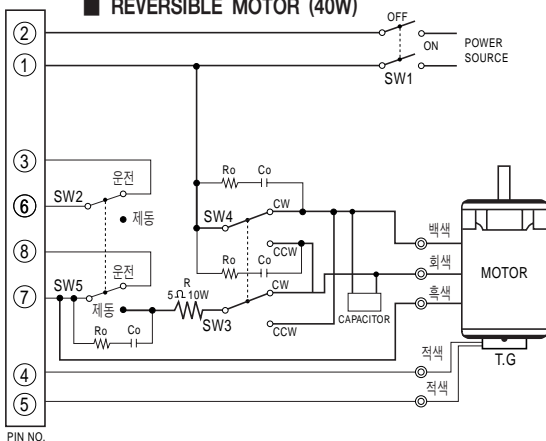 ■ REVERSIBLE MOTOR (40W)
OFF
2
ON
POWER
SOURCE
1
SW1
3
운전
Ro
Co
SW2
6
제동
SW4
CW
8
운전
CCW
백색
Ro
Co
회색
MOTOR
SW5
R
CW
7
5Ω 10W
흑색
제동
SW3
CAPACITOR
Ro
Co
CCW
적색
T.G
4
적색
5
PIN NO.